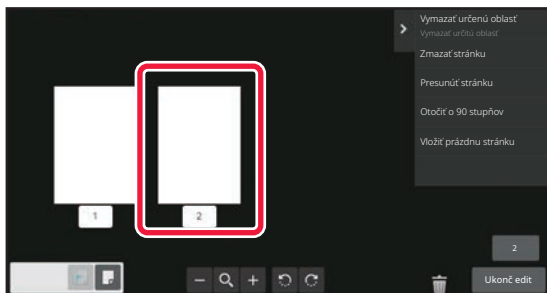 Vymazať určenú oblasť
Vymazať určitú oblasť
Zmazať stránku
Presunúť stránku
Otočiť o 90 stupňov
Vložiť prázdnu stránku
1
2
2
Ukonč edit